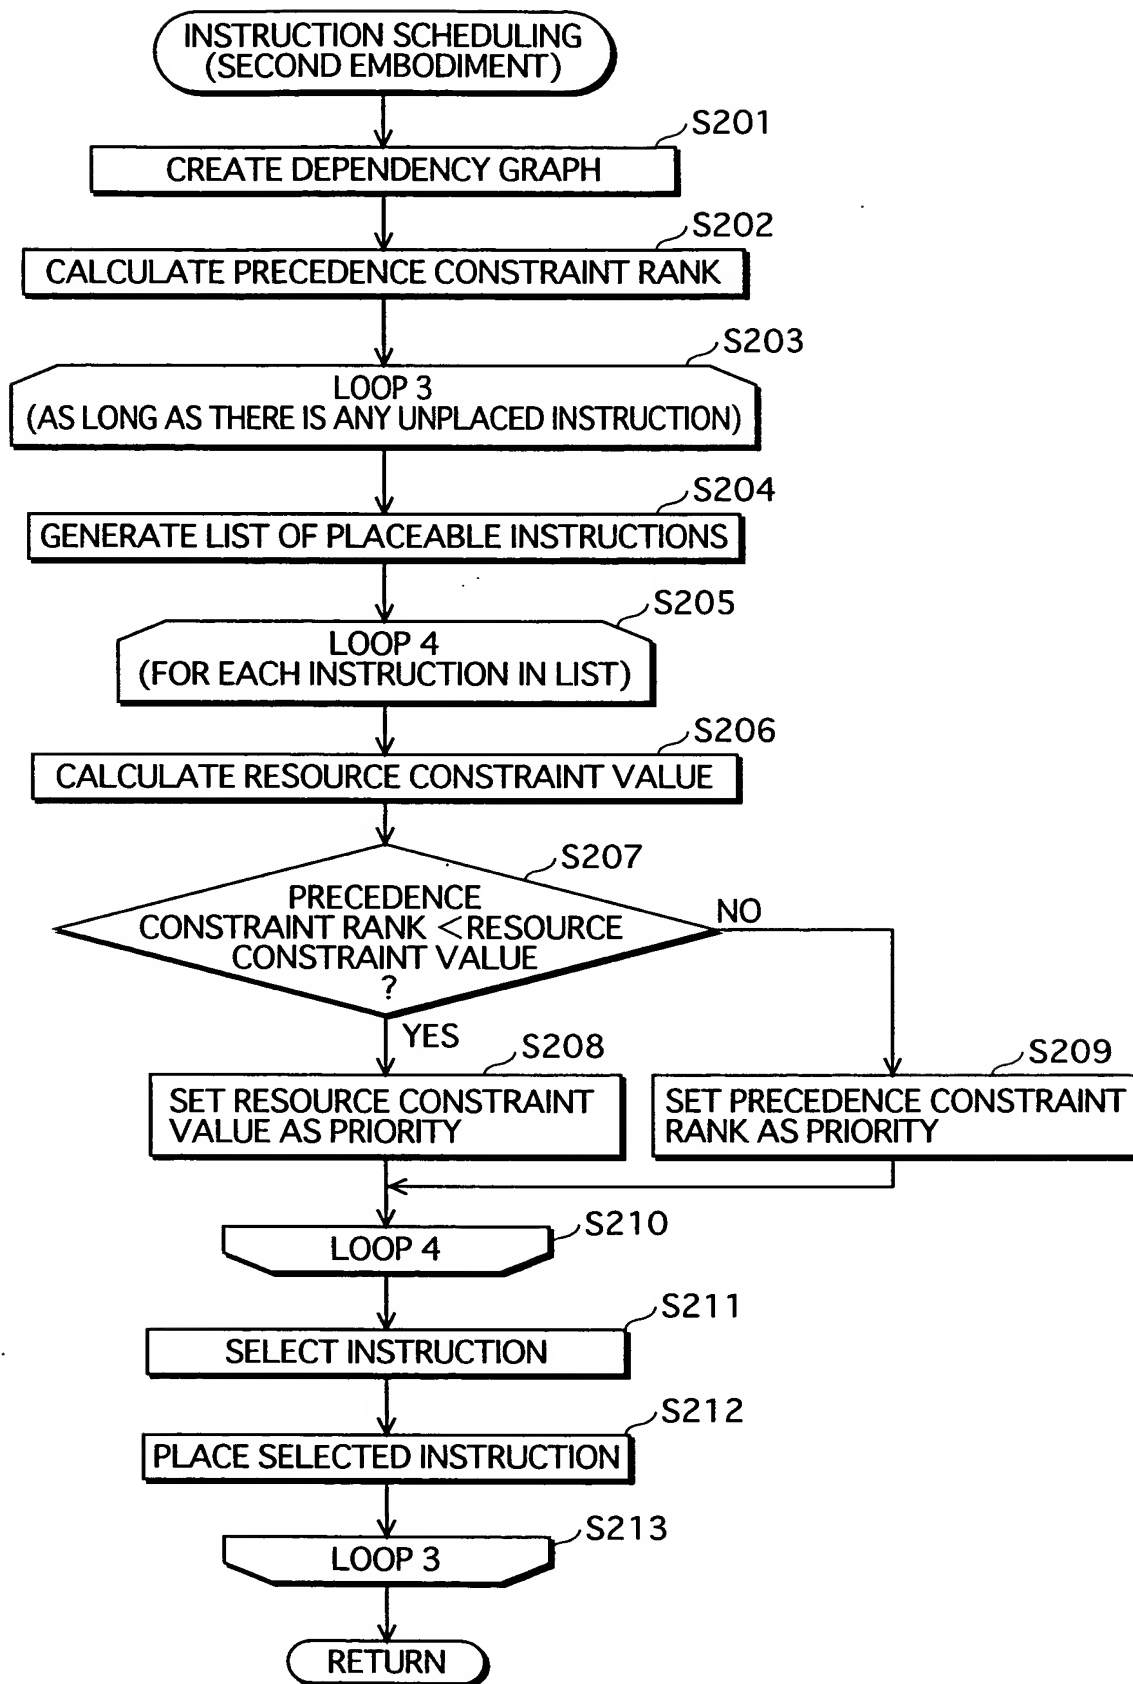 INSTRUCTION SCHEDULING
(SECOND EMBODIMENT)
S201
CREATE DEPENDENCY GRAPH
S202
CALCULATE PRECEDENCE CONSTRAINT RANK
S203
LOOP 3
(AS LONG AS THERE IS ANY UNPLACED INSTRUCTION)
S204
GENERATE LIST OF PLACEABLE INSTRUCTIONS
S205
LOOP 4
(FOR EACH INSTRUCTION IN LIST)
S206
CALCULATE RESOURCE CONSTRAINT VALUE
S207
PRECEDENCE
CONSTRAINT RANK <RESOURCE
CONSTRAINT VALUE
?
NO
YES
S208
SET RESOURCE CONSTRAINT
VALUE AS PRIORITY
S209
SET PRECEDENCE CONSTRAINT
RANK AS PRIORITY
S210
LOOP 4
S211
SELECT INSTRUCTION
S212
PLACE SELECTED INSTRUCTION
S213
LOOP 3
RETURN